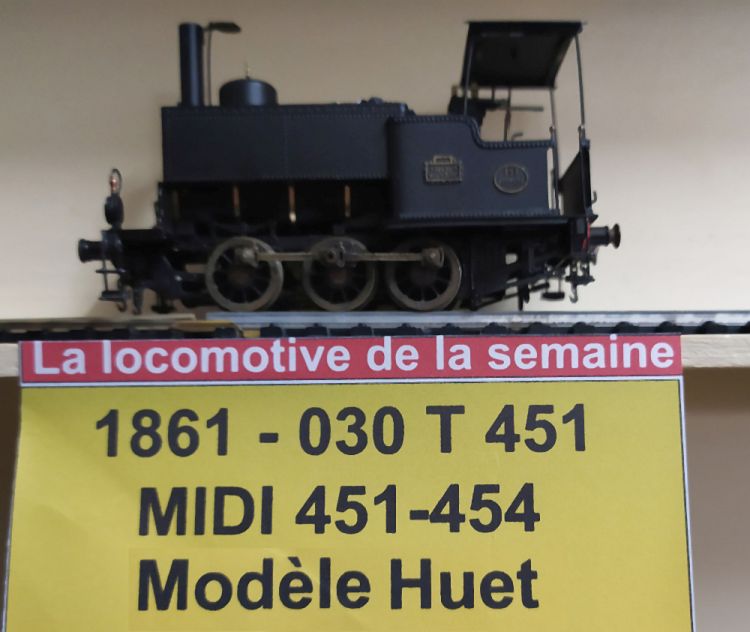 La locomotive de la semaine
1861 - 030 T 451
MIDI 451-454
Modèle Huet